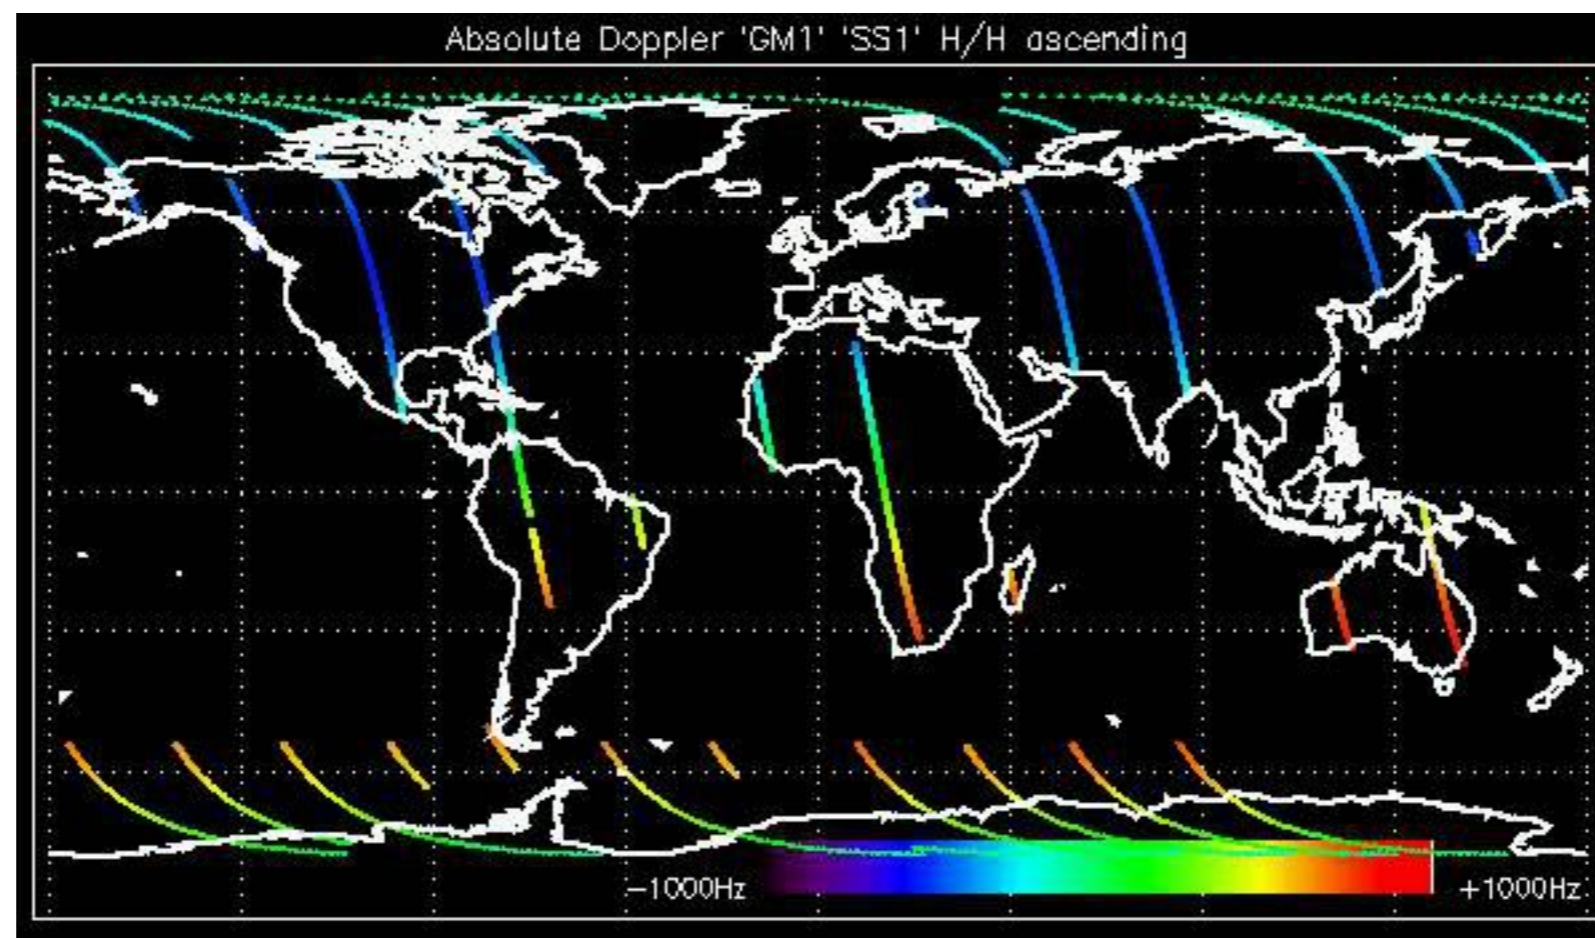 Absolute Doppler 'GM1' 'SS1' H/H ascending
−1000Hz
+1000Hz